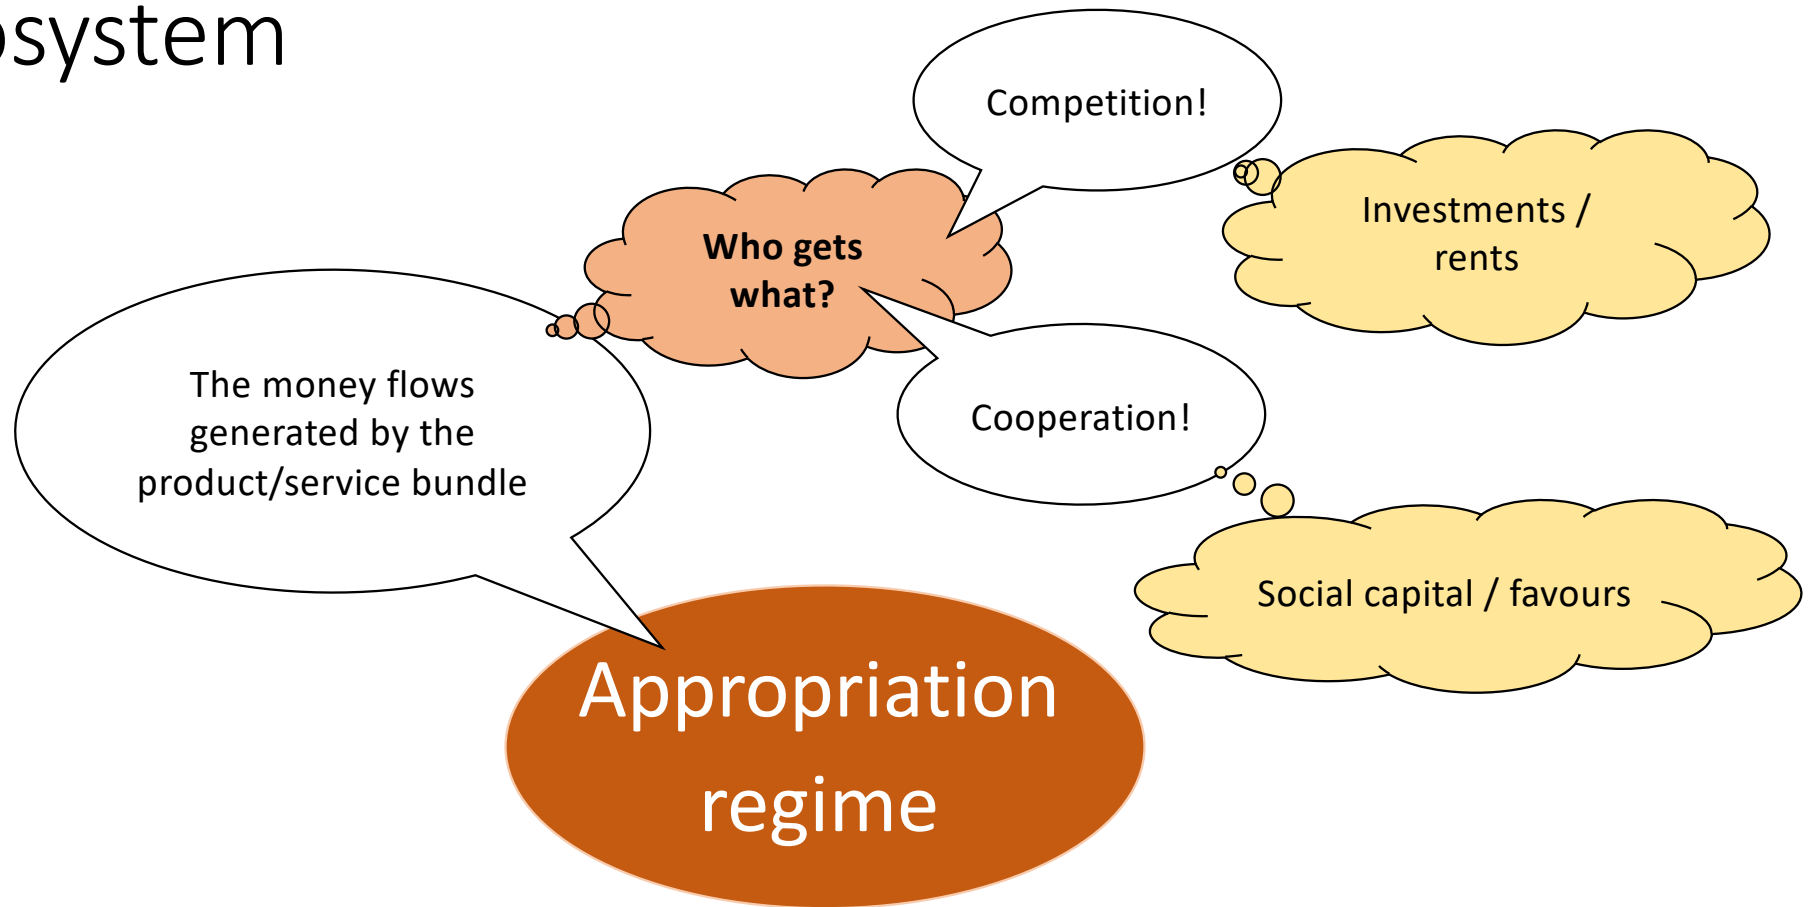 osystem
Competition!
Investments /
rents
Who gets
what?
The money flows
generated by the
product/service bundle
Cooperation!
Social capital / favours
Appropriation
regime